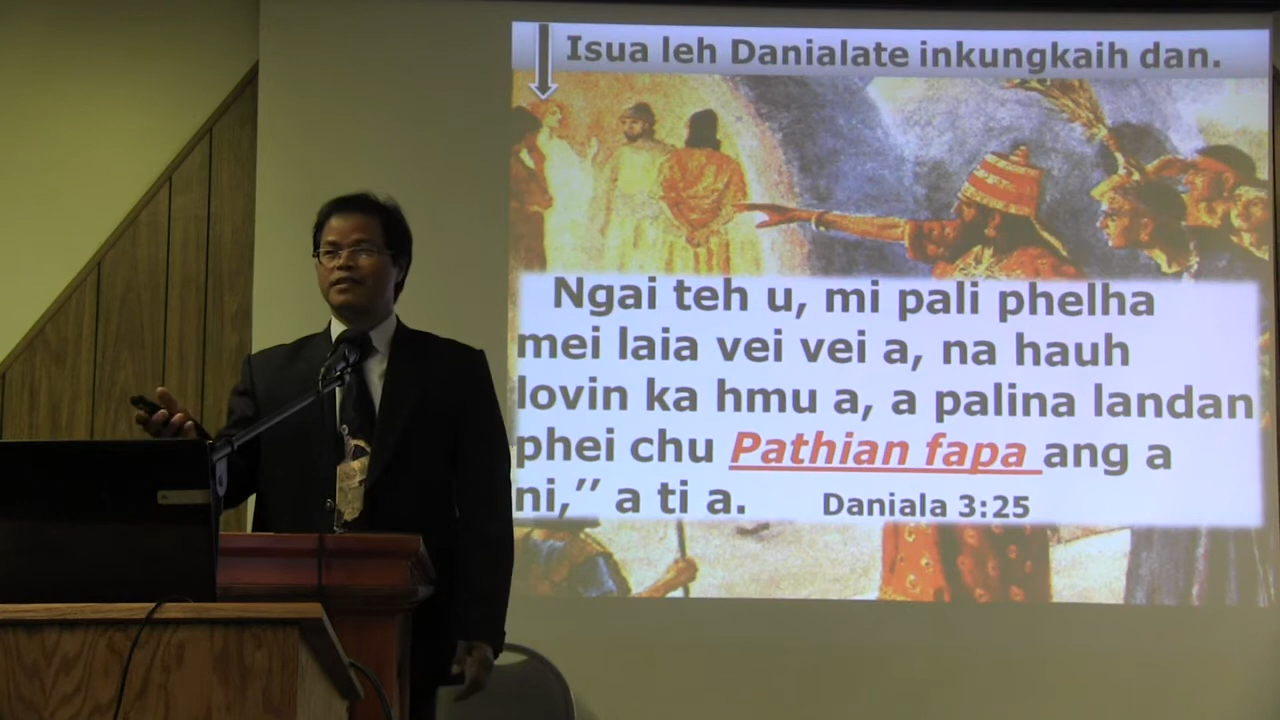 Isua leh Danialate inkungkaih dan.
Ngai teh u, mi pali phelha
mei laia vei vei a, na hauh
lovin ka hmu a, a palina landan
phei chu Pathian fapa ang a
ni,’’ a ti a. Daniala 3:25